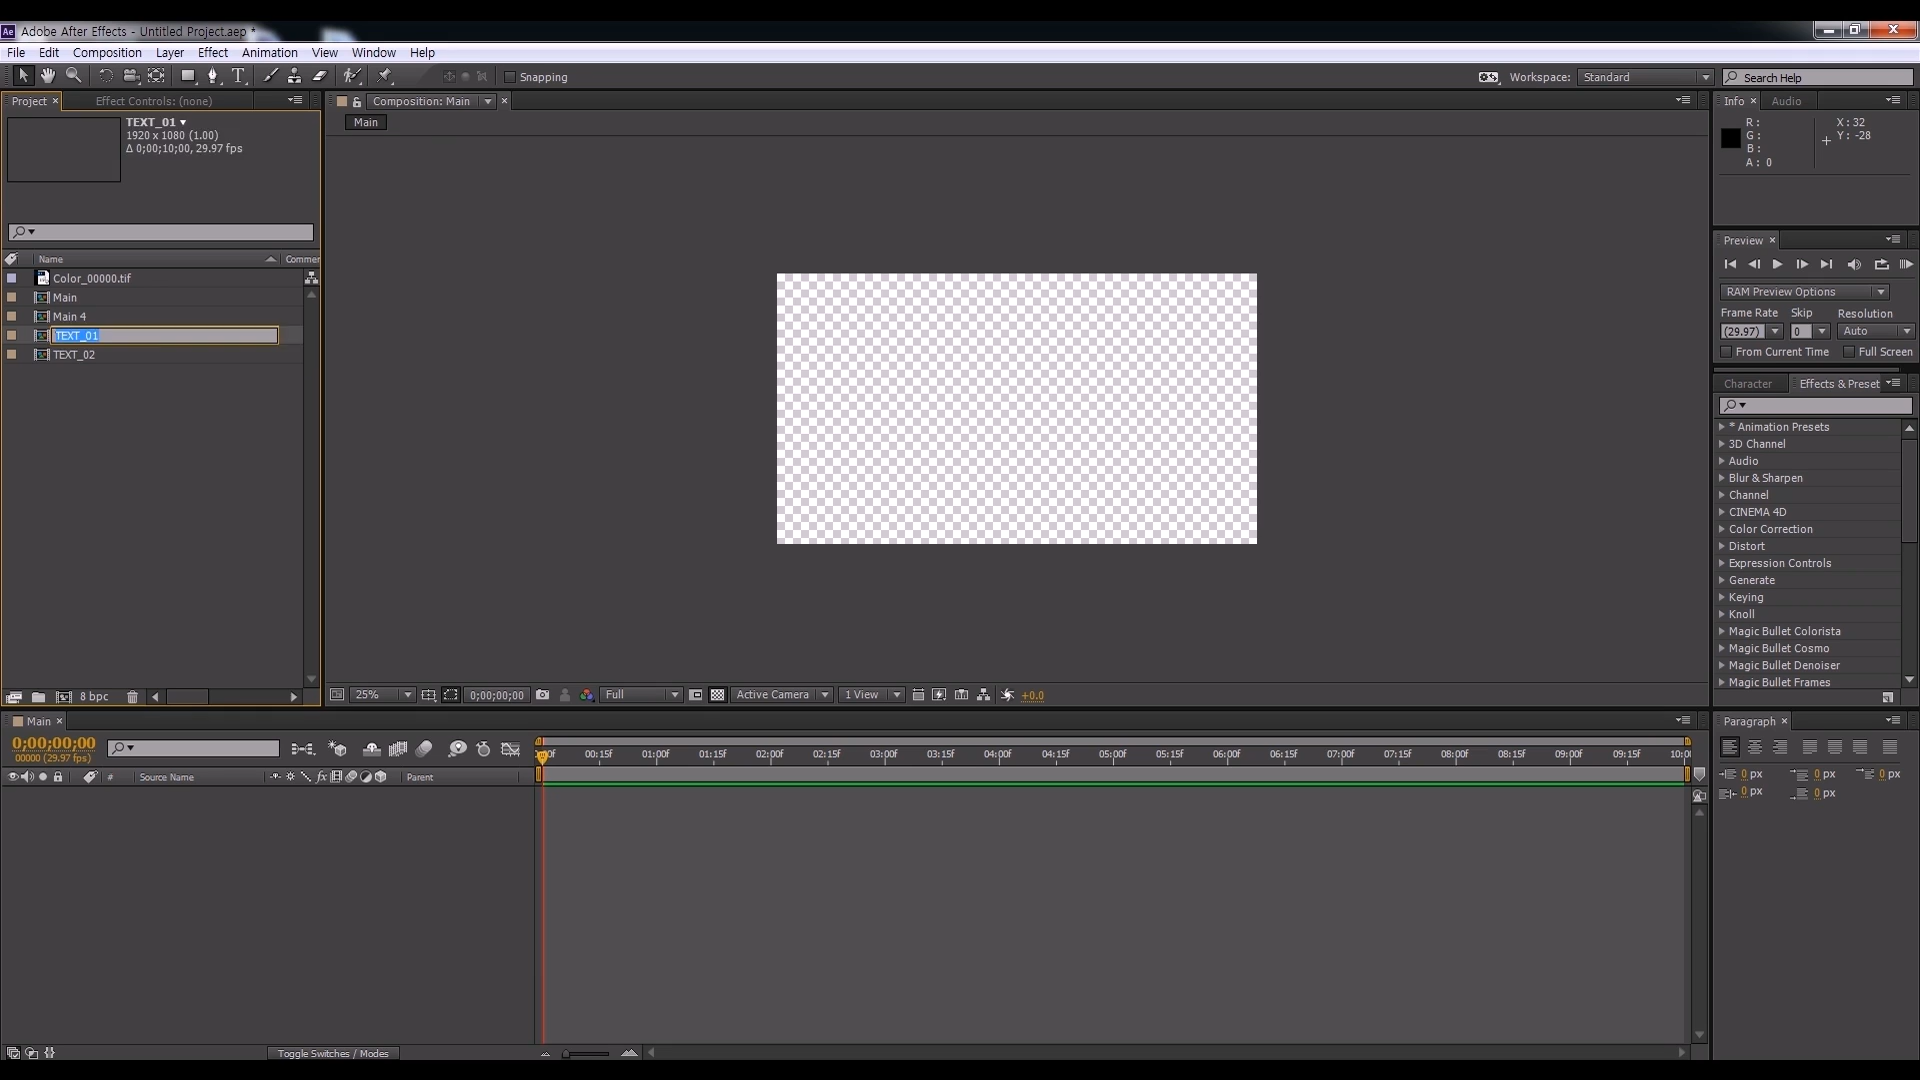 Ae Adobe After Effects - Untitled Project.aep *
File Edit Composition Layer Effect Animation View Window Help
T Snapping Workspace: Standard Search Help
Project × Effect Controls: (none) Composition: Main × Info × Audio
TEXT_01
1920 x 1080 (1.00)
Δ 0;00;10;00, 29.97 fps
Main
R :
G :
B :
A : 0
X : 32
Y : -28
Name Commer
Color_00000.tif
Main
Main 4
TEXT_01
TEXT_02
Preview ×
RAM Preview Options
Frame Rate Skip Resolution
(29.97) 0 Auto
From Current Time Full Screen
Character Effects & Preset
* Animation Presets
3D Channel
Audio
Blur & Sharpen
Channel
CINEMA 4D
Color Correction
Distort
Expression Controls
Generate
Keying
Knoll
Magic Bullet Colorista
Magic Bullet Cosmo
Magic Bullet Denoiser
Magic Bullet Frames
8 bpc
25% 0;00;00;00 Full Active Camera 1 View +0.0
Main ×
0;00;00;00
00000 (29.97 fps)
:00f 00:15f 01:00f 01:15f 02:00f 02:15f 03:00f 03:15f 04:00f 04:15f 05:00f 05:15f 06:00f 06:15f 07:00f 07:15f 08:00f 08:15f 09:00f 09:15f 10:0
# Source Name fx Parent
Paragraph ×
0 px 0 px 0 px
0 px 0 px
Toggle Switches / Modes